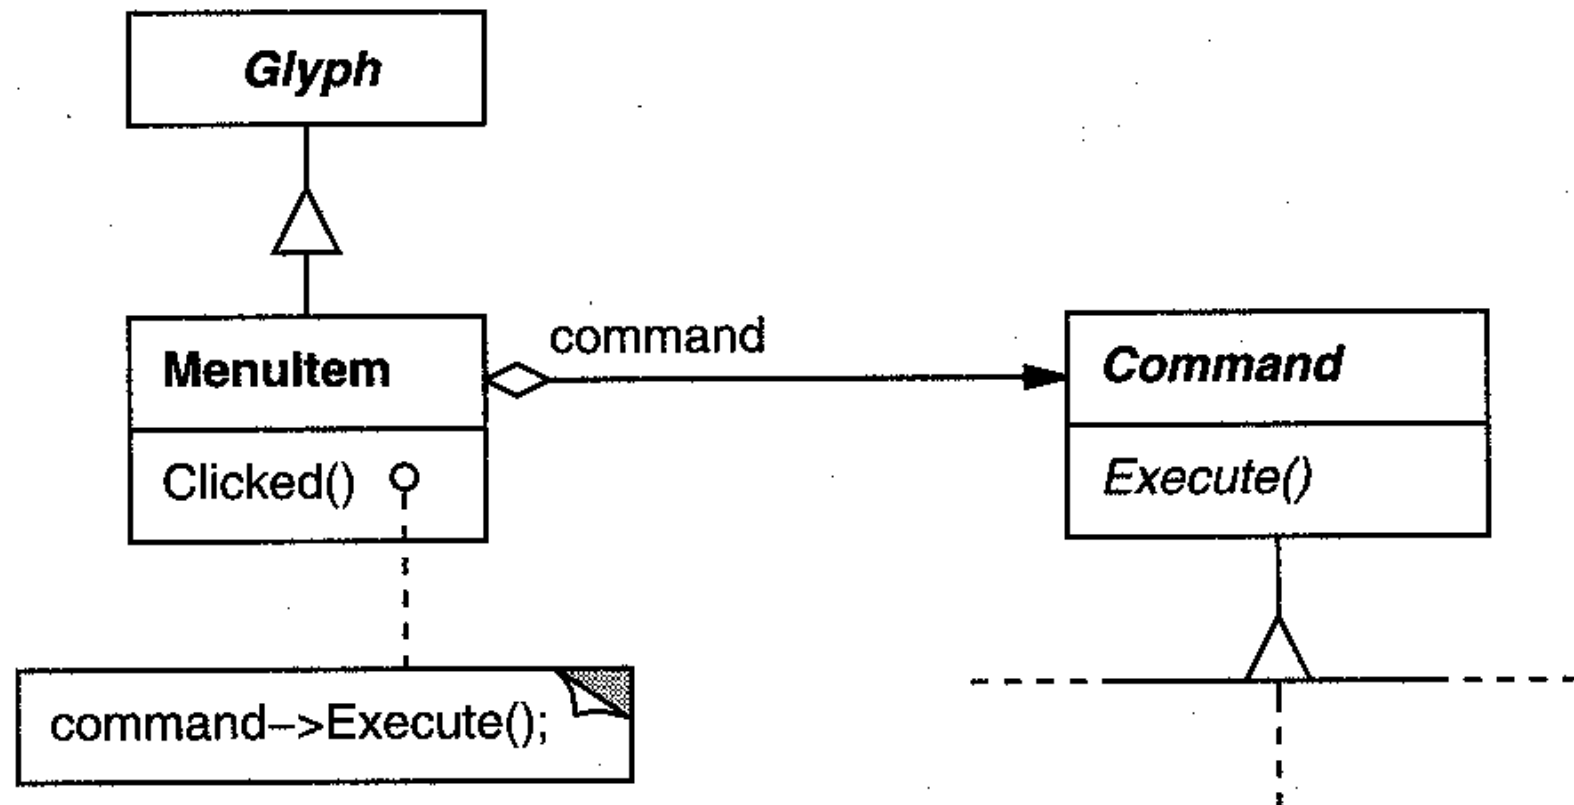 Glyph
MenuItem
command
Command
Clicked()
Execute()
command–>Execute();